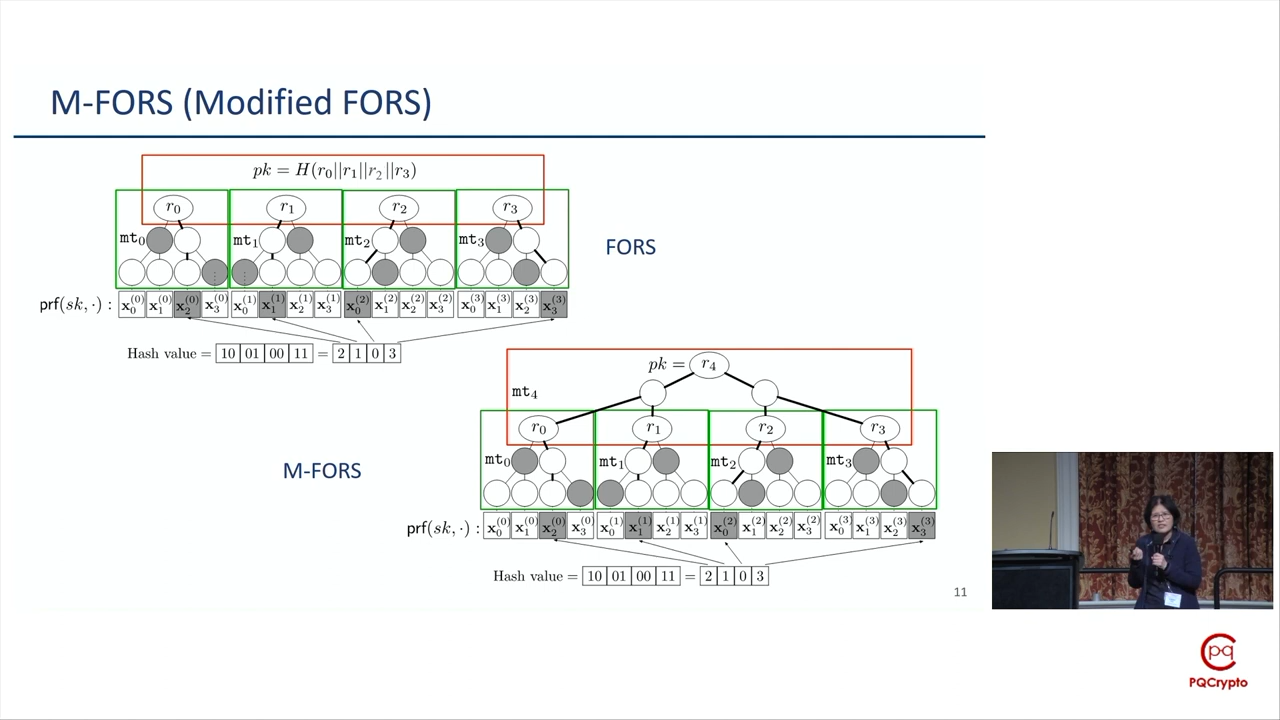 M-FORS (Modified FORS)
pk = H(r₀||r₁||r₂||r₃)
r₀ r₁ r₂ r₃
mt₀ mt₁ mt₂ mt₃
FORS
prf(sk, ·) : x₀⁽⁰⁾ x₁⁽⁰⁾ x₂⁽⁰⁾ x₃⁽⁰⁾ x₀⁽¹⁾ x₁⁽¹⁾ x₂⁽¹⁾ x₃⁽¹⁾ x₀⁽²⁾ x₁⁽²⁾ x₂⁽²⁾ x₃⁽²⁾ x₀⁽³⁾ x₁⁽³⁾ x₂⁽³⁾ x₃⁽³⁾
Hash value = 10 01 00 11 = 2 1 0 3
pk = r₄
mt₄
r₀ r₁ r₂ r₃
M-FORS
mt₀ mt₁ mt₂ mt₃
prf(sk, ·) : x₀⁽⁰⁾ x₁⁽⁰⁾ x₂⁽⁰⁾ x₃⁽⁰⁾ x₀⁽¹⁾ x₁⁽¹⁾ x₂⁽¹⁾ x₃⁽¹⁾ x₀⁽²⁾ x₁⁽²⁾ x₂⁽²⁾ x₃⁽²⁾ x₀⁽³⁾ x₁⁽³⁾ x₂⁽³⁾ x₃⁽³⁾
Hash value = 10 01 00 11 = 2 1 0 3
11
pq
PQCrypto